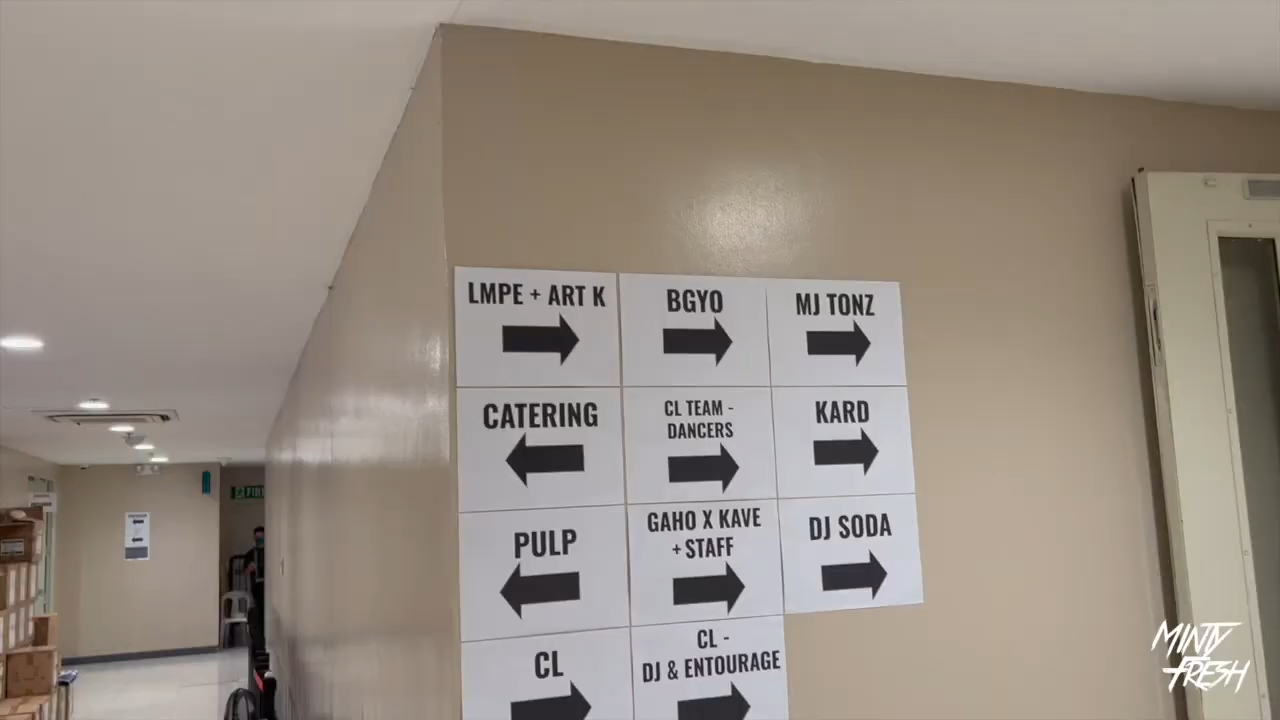 LMPE + ART K
BGYO
MJ TONZ
CATERING
CL TEAM -
DANCERS
KARD
PULP
GAHO X KAVE
+ STAFF
DJ SODA
CL
CL -
DJ & ENTOURAGE
MINTY
FRESH